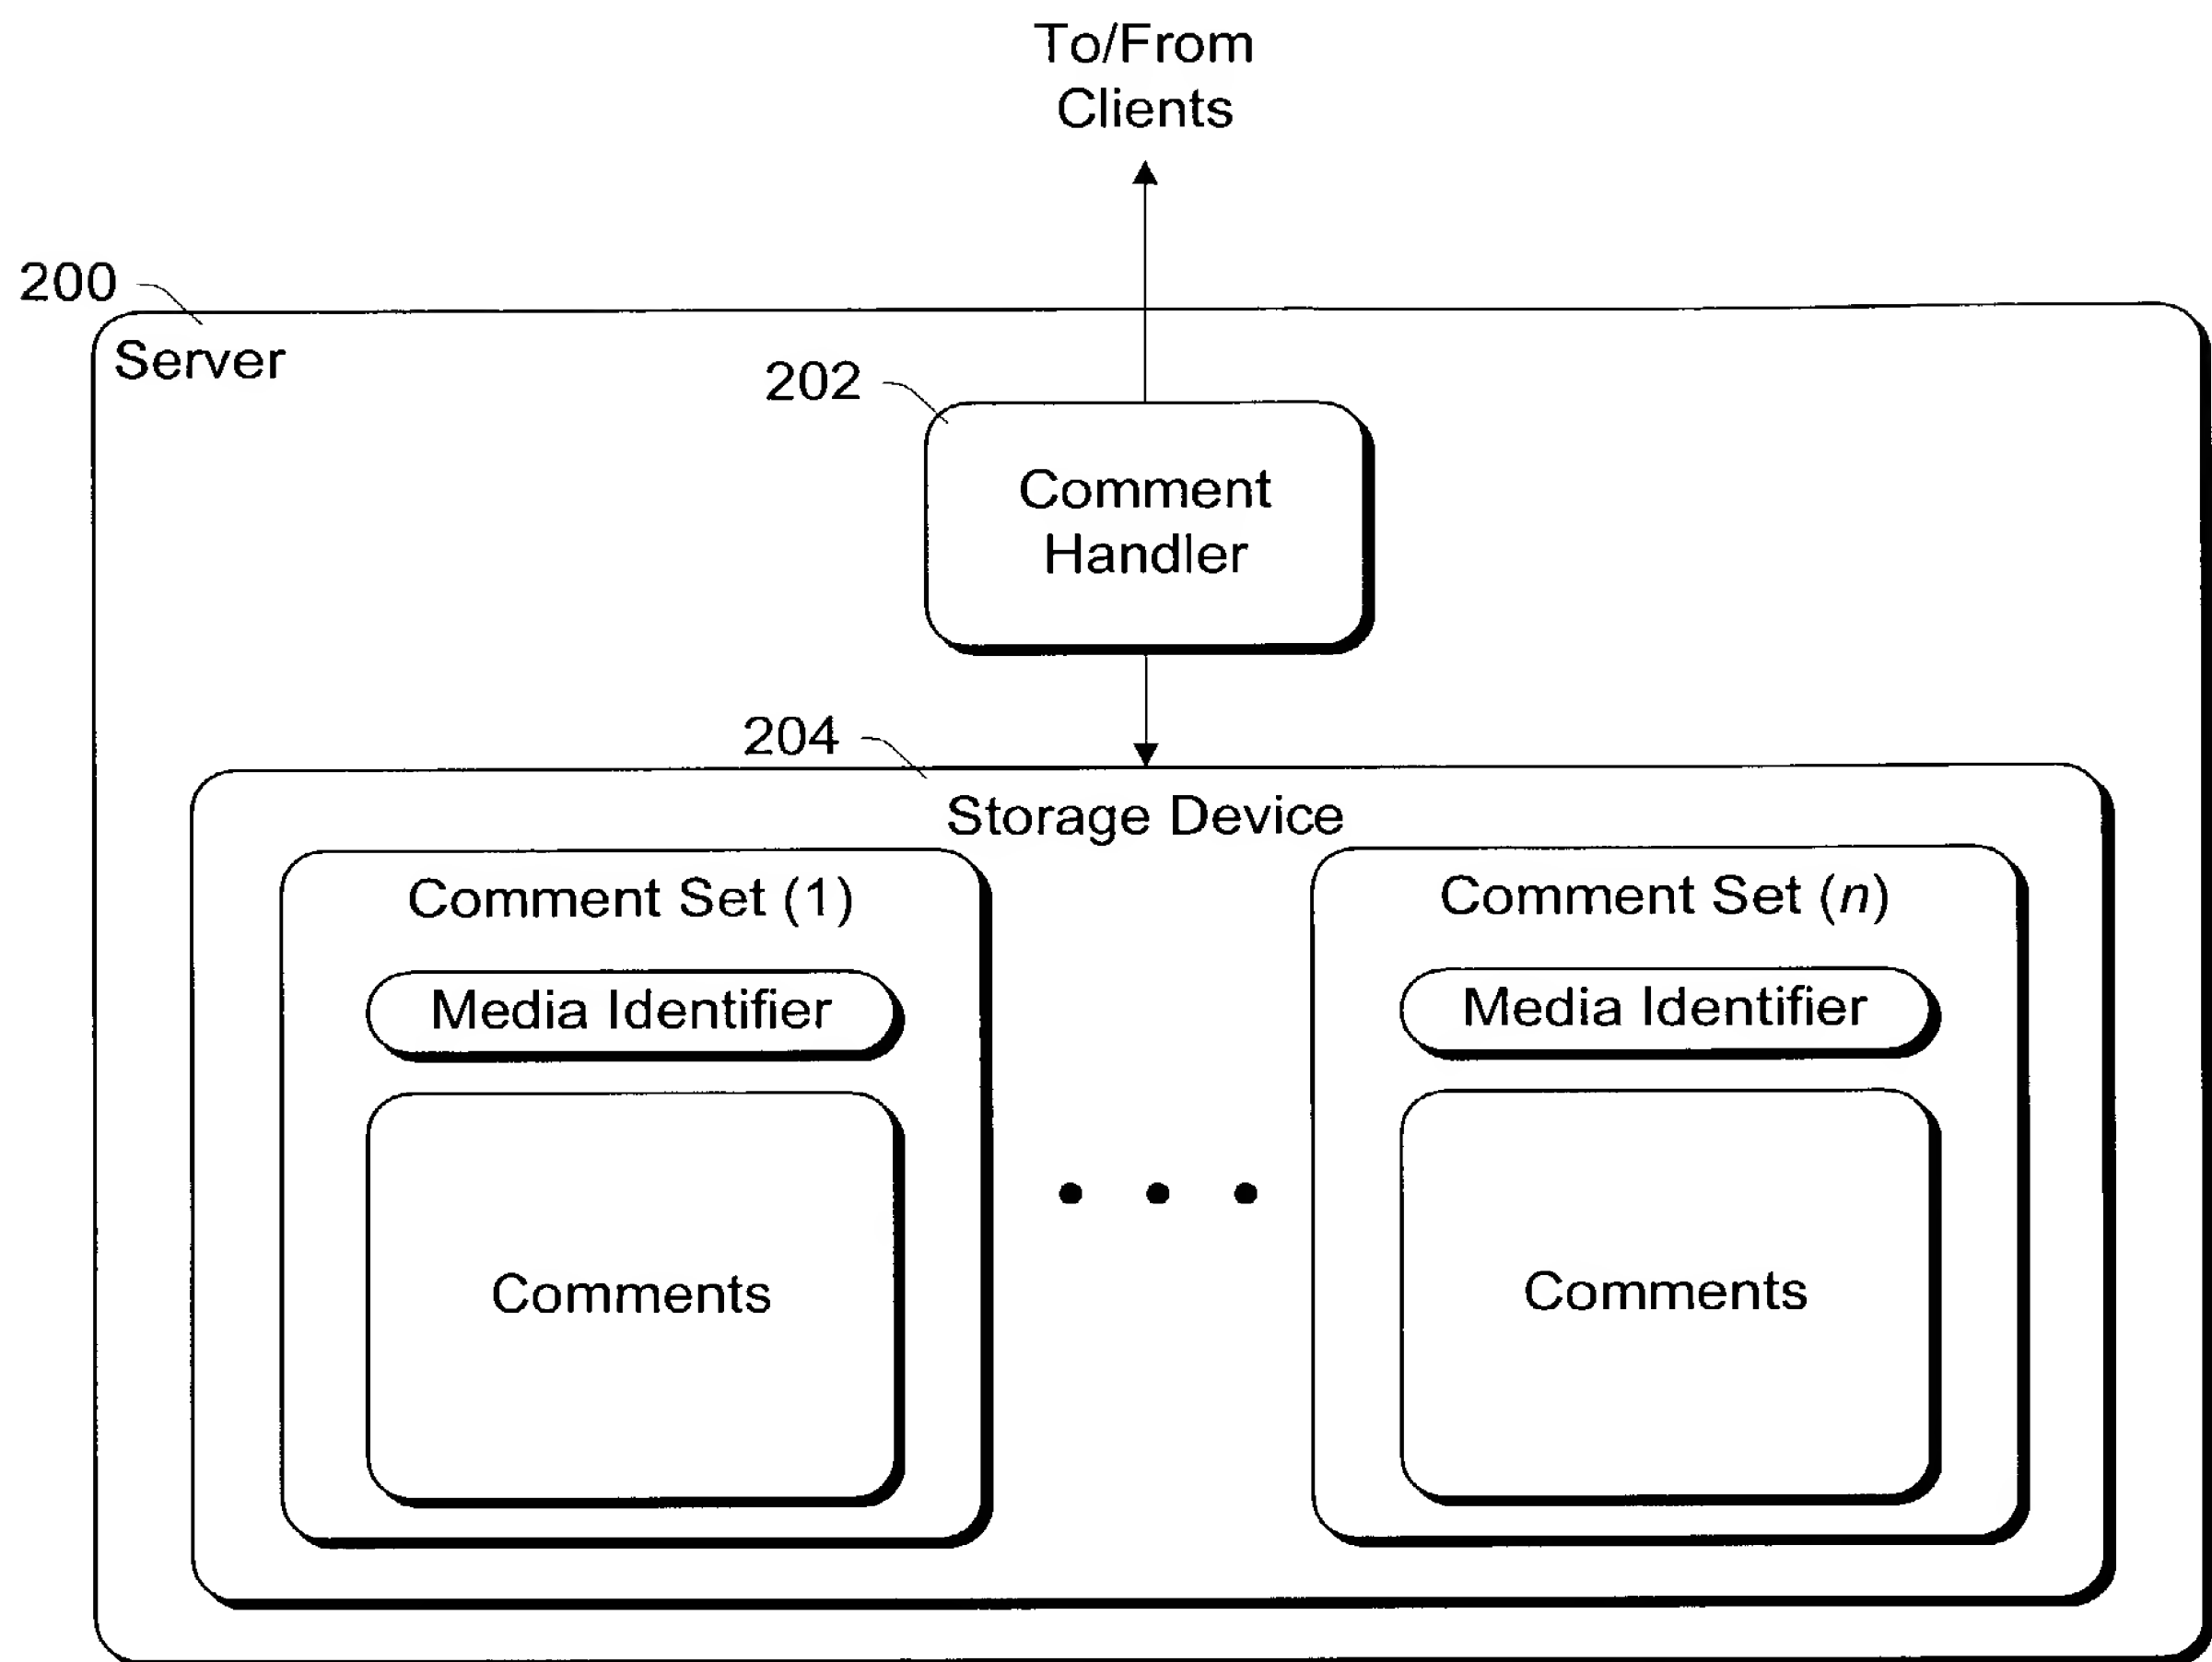 To/From
Clients
200
Server
202
Comment
Handler
204
Storage Device
Comment Set (1)
Comment Set (n)
Media Identifier
Media Identifier
Comments
Comments